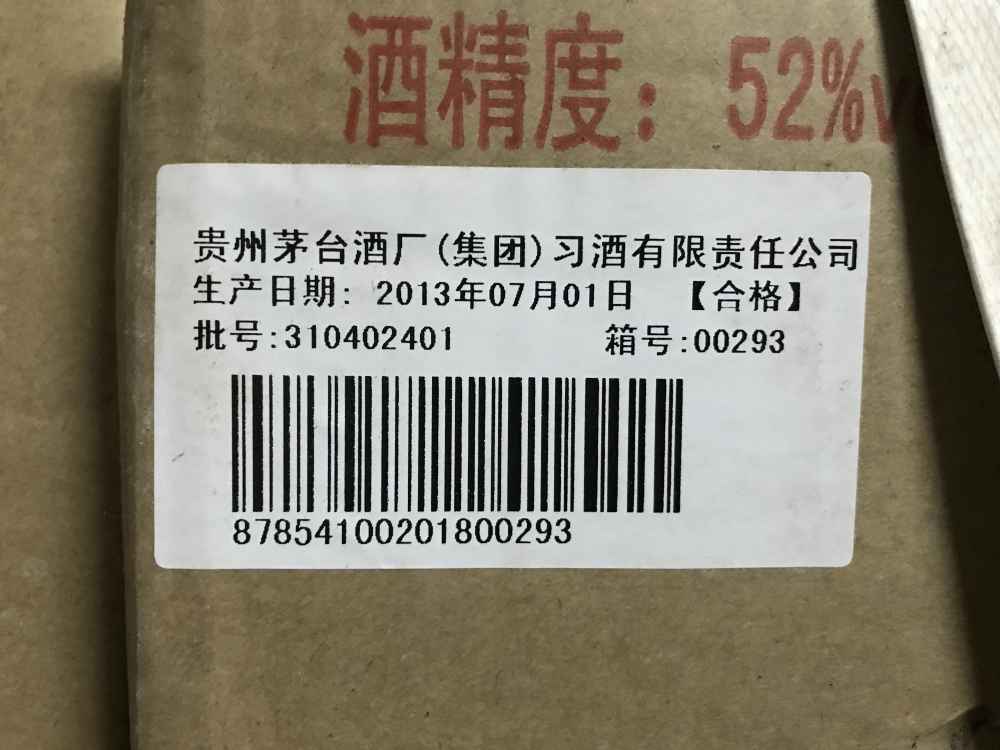 酒精度：52%v
贵州茅台酒厂(集团)习酒有限责任公司
生产日期: 2013年07月01日 【合格】
批号:310402401 箱号:00293
87854100201800293